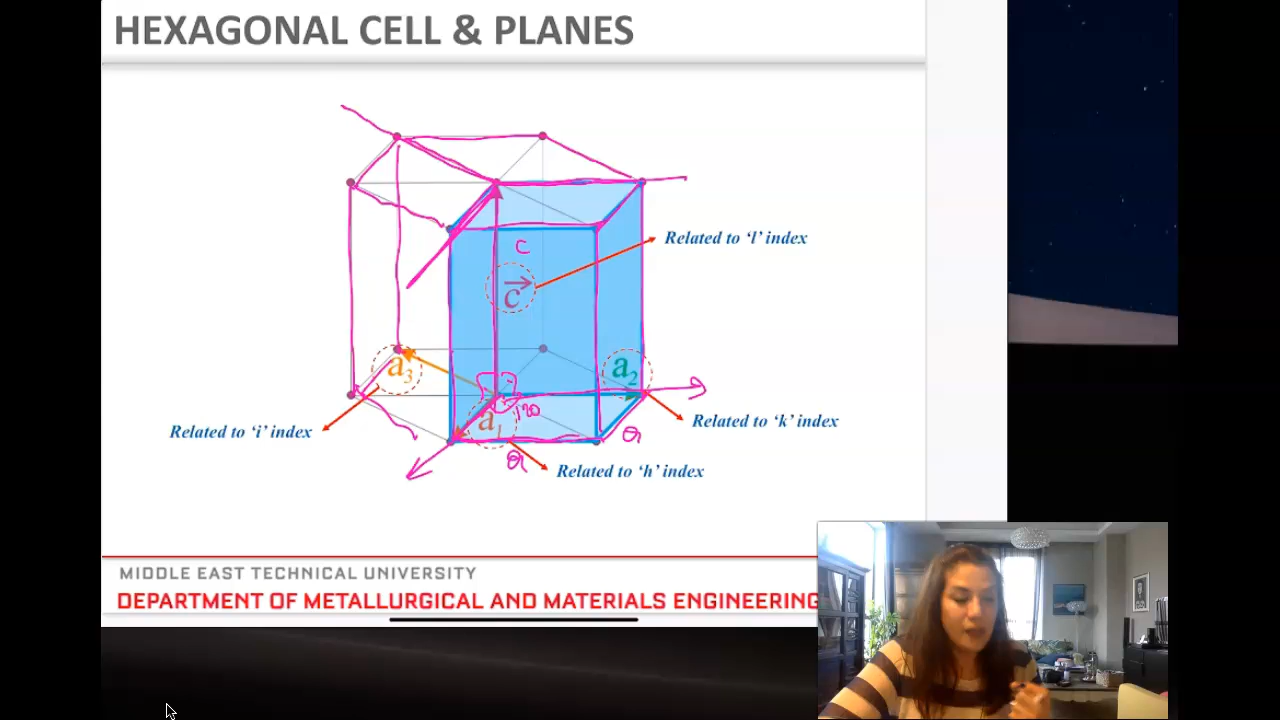 HEXAGONAL CELL & PLANES
Related to 'l' index
c
c
a3
a2
Related to 'i' index
120
a1
a
a
Related to 'k' index
Related to 'h' index
MIDDLE EAST TECHNICAL UNIVERSITY
DEPARTMENT OF METALLURGICAL AND MATERIALS ENGINEERING